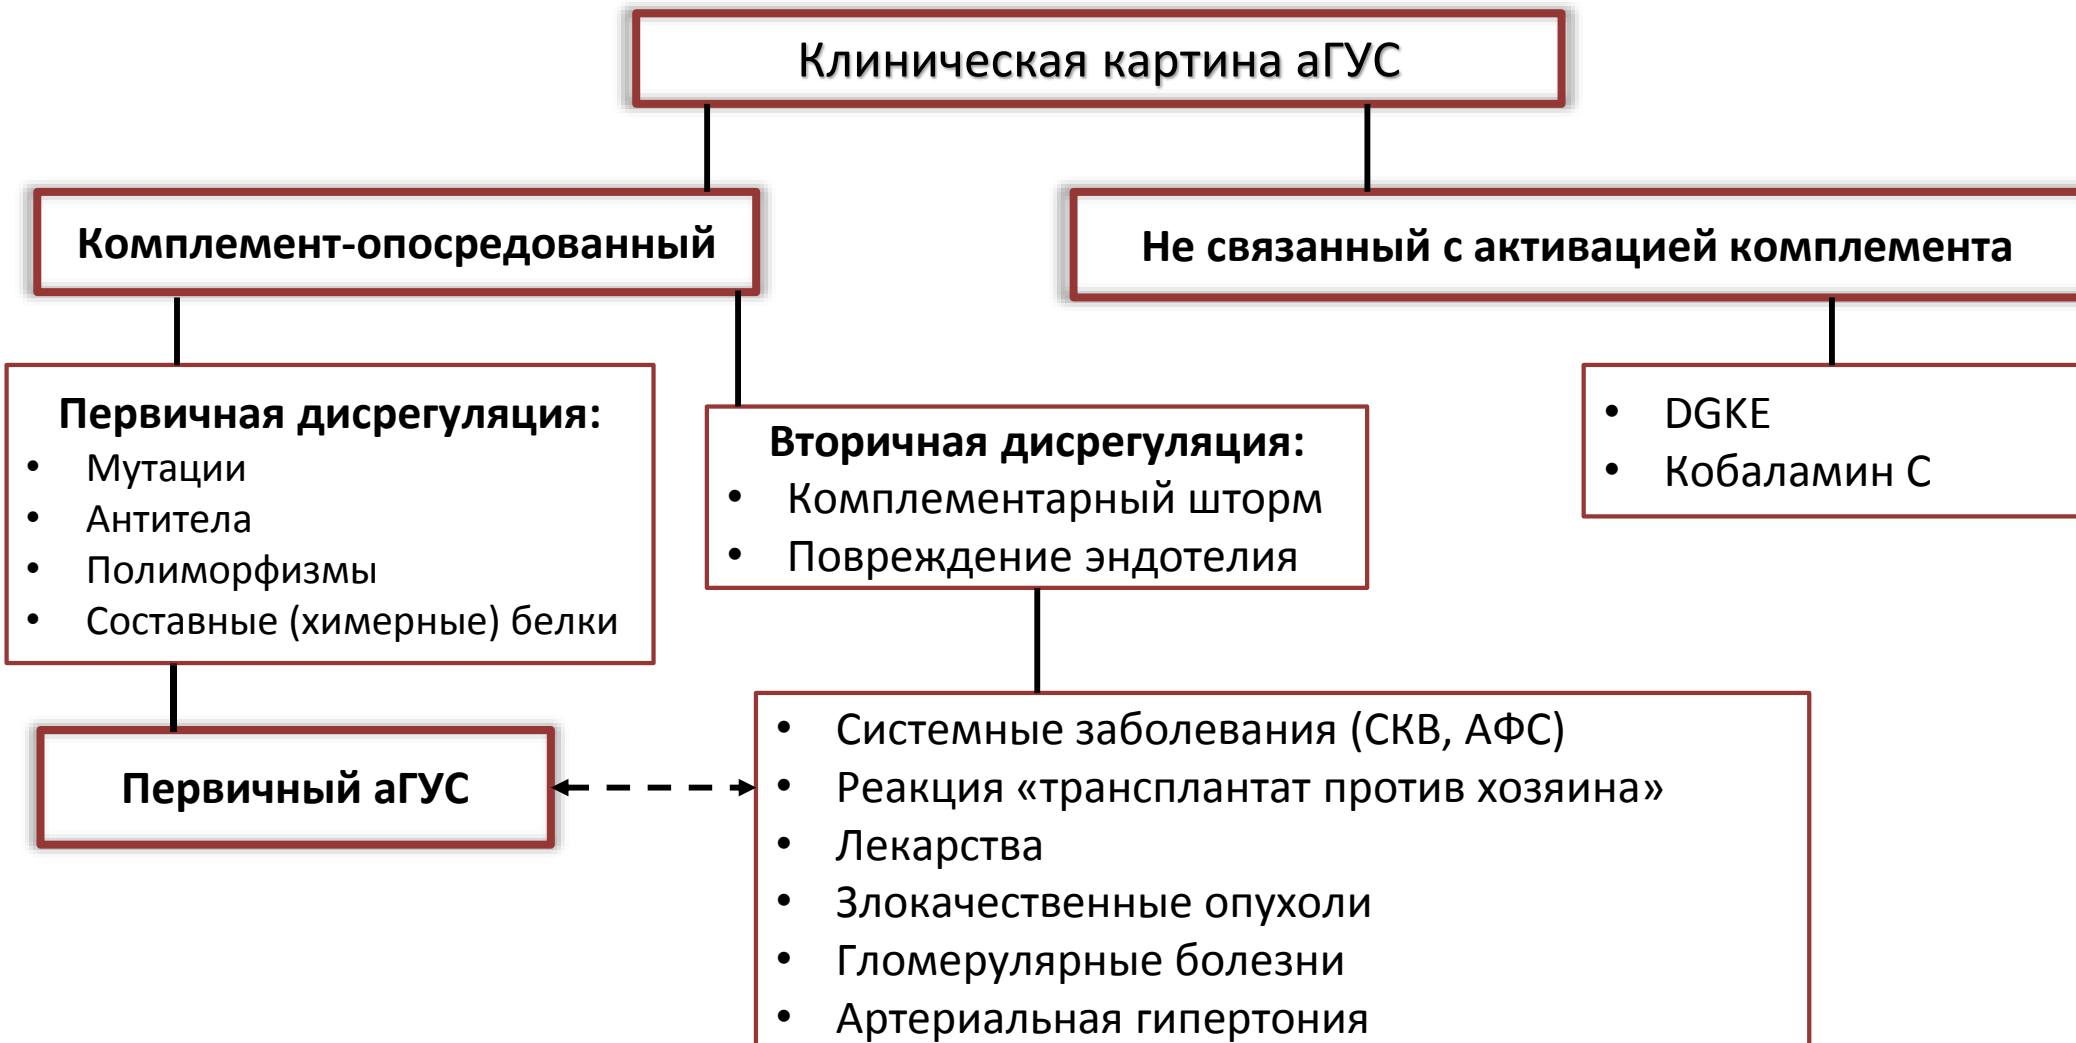 Клиническая картина аГУС
Комплемент-опосредованный
Не связанный с активацией комплемента
Первичная дисрегуляция:
• Мутации
• Антитела
• Полиморфизмы
• Составные (химерные) белки
Вторичная дисрегуляция:
• Комплементарный шторм
• Повреждение эндотелия
• DGKE
• Кобаламин С
Первичный аГУС
• Системные заболевания (СКВ, АФС)
• Реакция «трансплантат против хозяина»
• Лекарства
• Злокачественные опухоли
• Гломерулярные болезни
• Артериальная гипертония